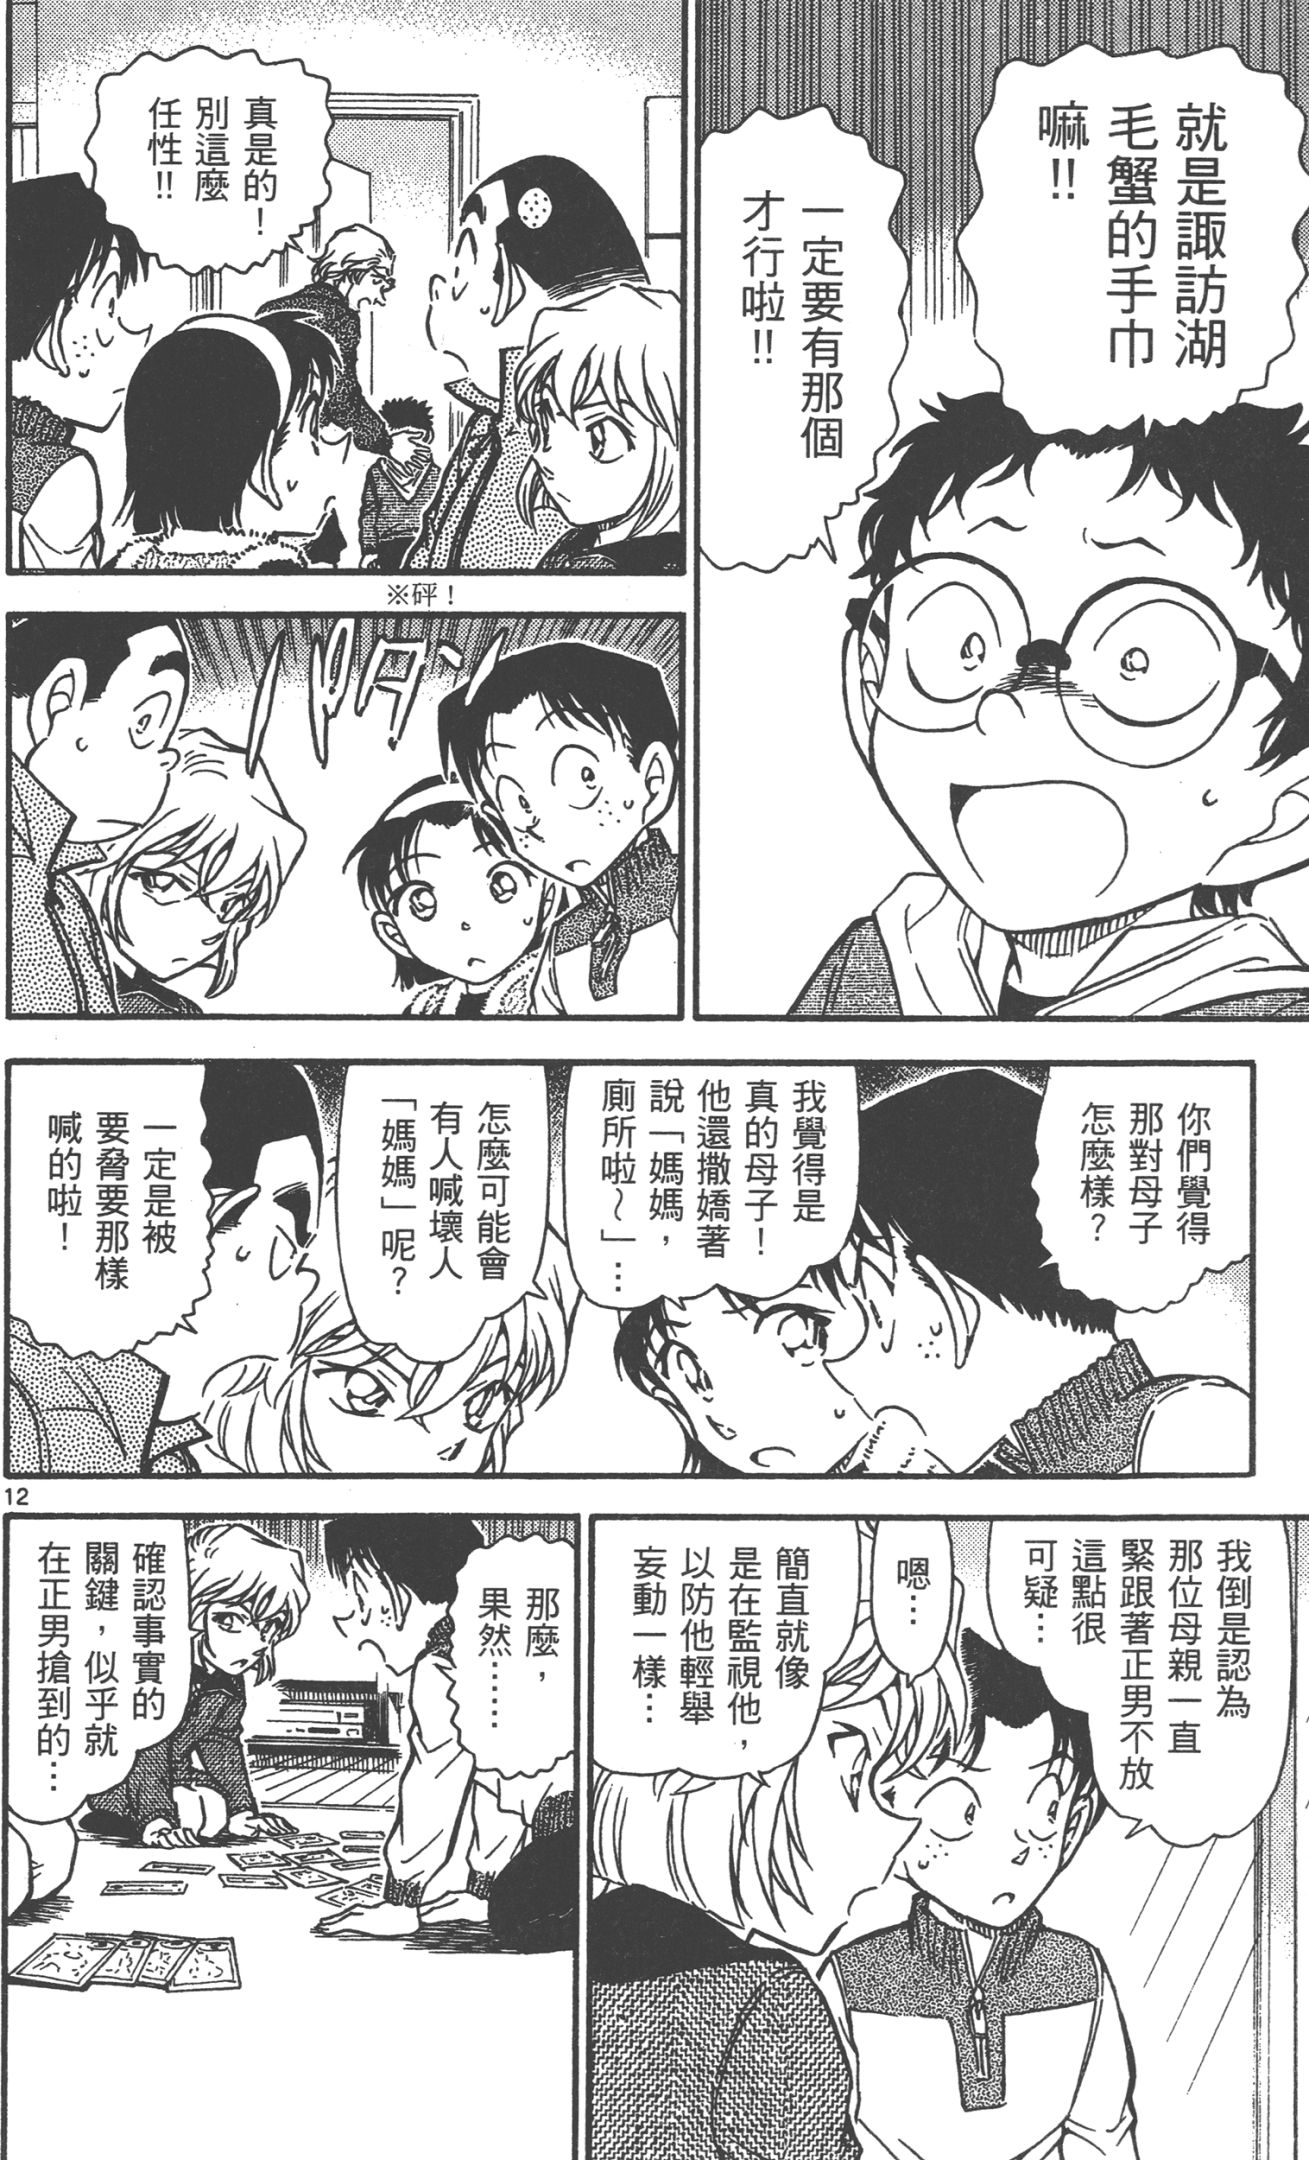 就是諏訪湖
毛蟹的手巾
嘛!!
一定要有那個
才行啦!!
真是的！
別這麼
任性!!
※砰！
バタン
你們覺得
那對母子
怎麼樣？
我覺得是
真的母子！
他還撒嬌著
說「媽媽，
廁所啦～」…
怎麼可能會
有人喊壞人
「媽媽」呢？
一定是被
要脅要那樣
喊的啦！
12
我倒是認為
那位母親一直
緊跟著正男不放
這點很
可疑…
嗯…
簡直就像
是在監視他，
以防他輕舉
妄動一樣…
那麼，
果然……
確認事實的
關鍵，似乎就
在正男搶到的…